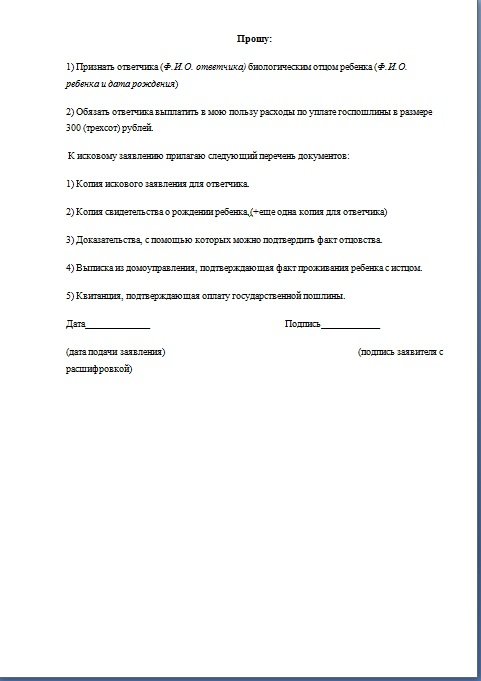 Прошу:
1) Признать ответчика (Ф.И.О. ответчика) биологическим отцом ребенка (Ф.И.О.
ребенка и дата рождения)
2) Обязать ответчика выплатить в мою пользу расходы по уплате госпошлины в размере
300 (трехсот) рублей.
К исковому заявлению прилагаю следующий перечень документов:
1) Копия искового заявления для ответчика.
2) Копия свидетельства о рождении ребенка,(+еще одна копия для ответчика)
3) Доказательства, с помощью которых можно подтвердить факт отцовства.
4) Выписка из домоуправления, подтверждающая факт проживания ребенка с истцом.
5) Квитанция, подтверждающая оплату государственной пошлины.
Дата_____________ Подпись____________
(дата подачи заявления) (подпись заявителя с
расшифровкой)